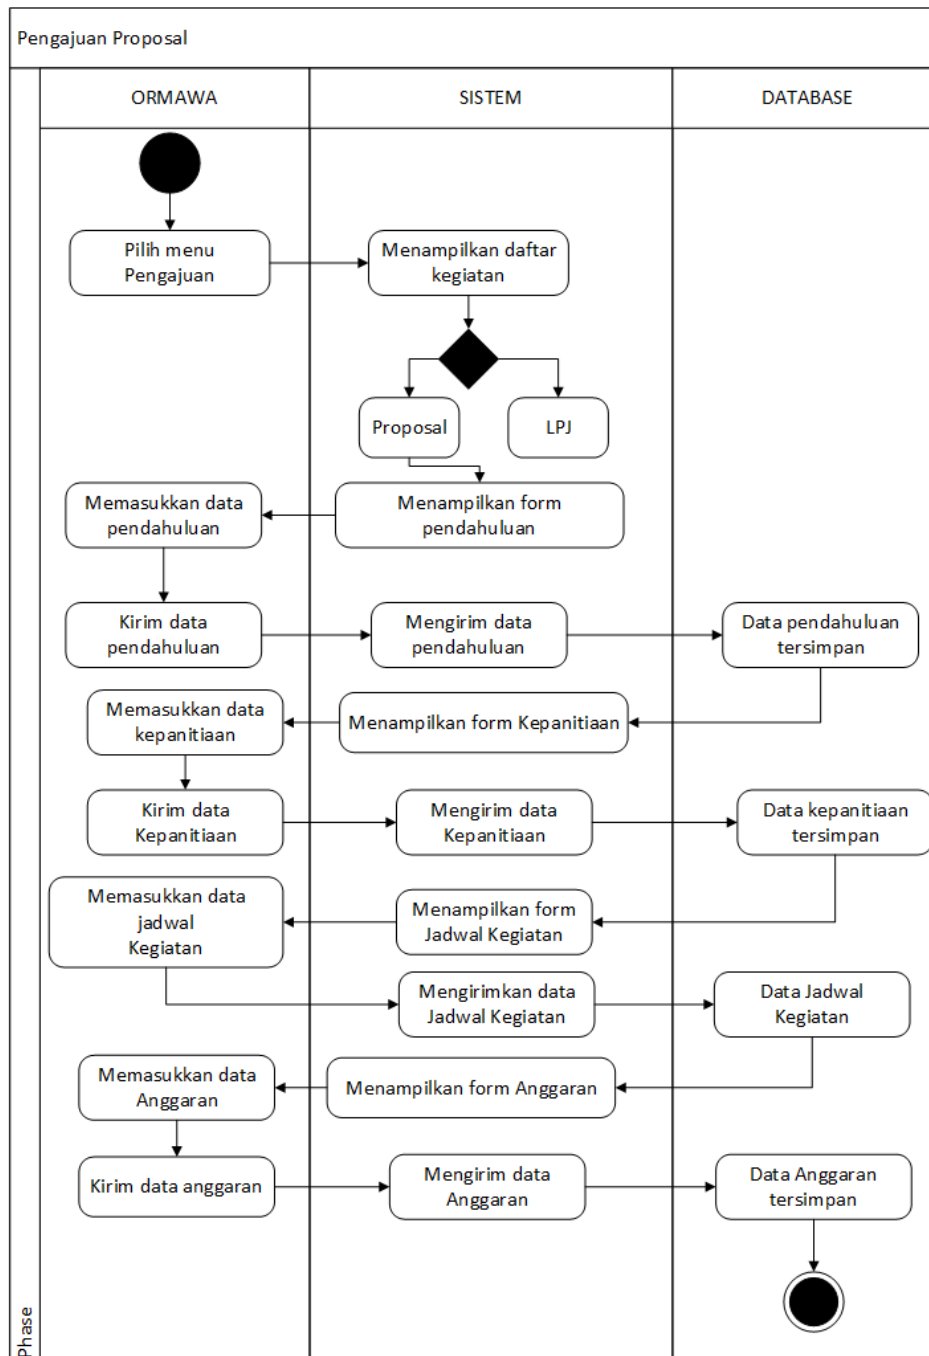 Pengajuan Proposal
ORMAWA
SISTEM
DATABASE
Pilih menu
Pengajuan
Menampilkan daftar
kegiatan
Proposal
LPJ
Memasukkan data
pendahuluan
Menampilkan form
pendahuluan
Kirim data
pendahuluan
Mengirim data
pendahuluan
Data pendahuluan
tersimpan
Memasukkan data
kepanitiaan
Menampilkan form Kepanitiaan
Kirim data
Kepanitiaan
Mengirim data
Kepanitiaan
Data kepanitiaan
tersimpan
Memasukkan data
jadwal
Kegiatan
Menampilkan form
Jadwal Kegiatan
Mengirimkan data
Jadwal Kegiatan
Data Jadwal
Kegiatan
Memasukkan data
Anggaran
Menampilkan form Anggaran
Kirim data anggaran
Mengirim data
Anggaran
Data Anggaran
tersimpan
Phase